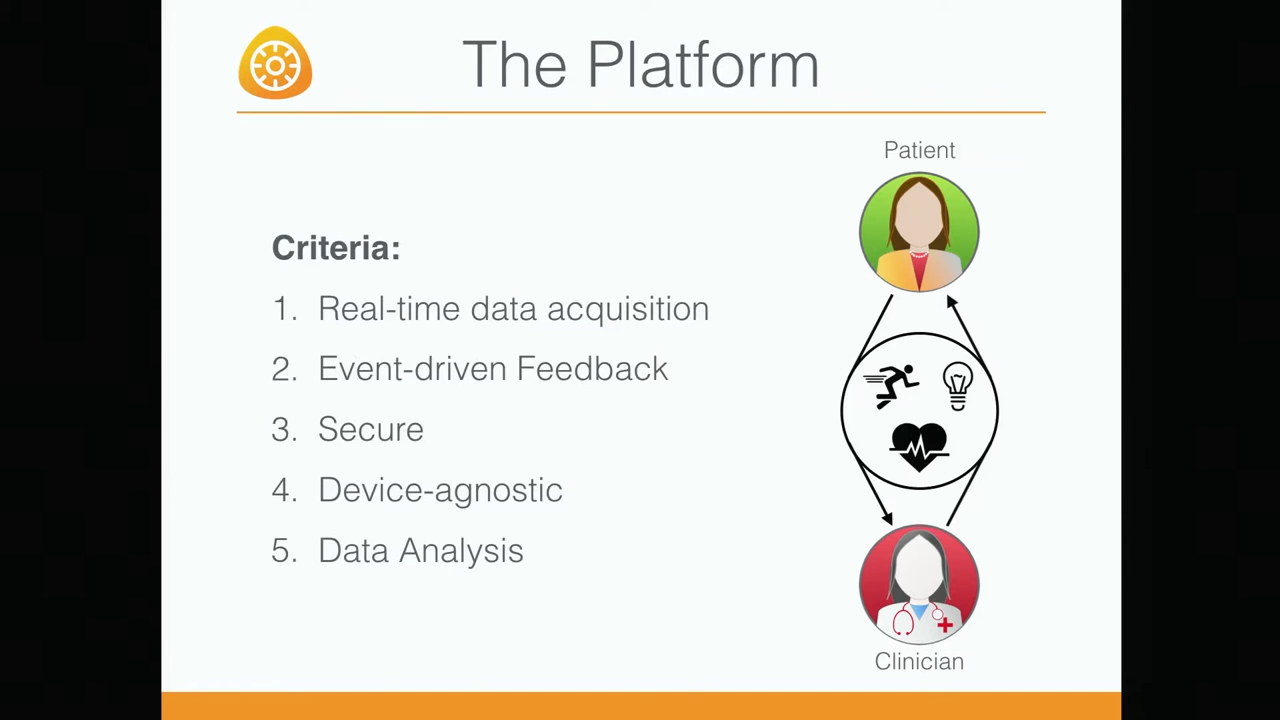 The Platform
Patient
Criteria:
1. Real-time data acquisition
2. Event-driven Feedback
3. Secure
4. Device-agnostic
5. Data Analysis
Clinician